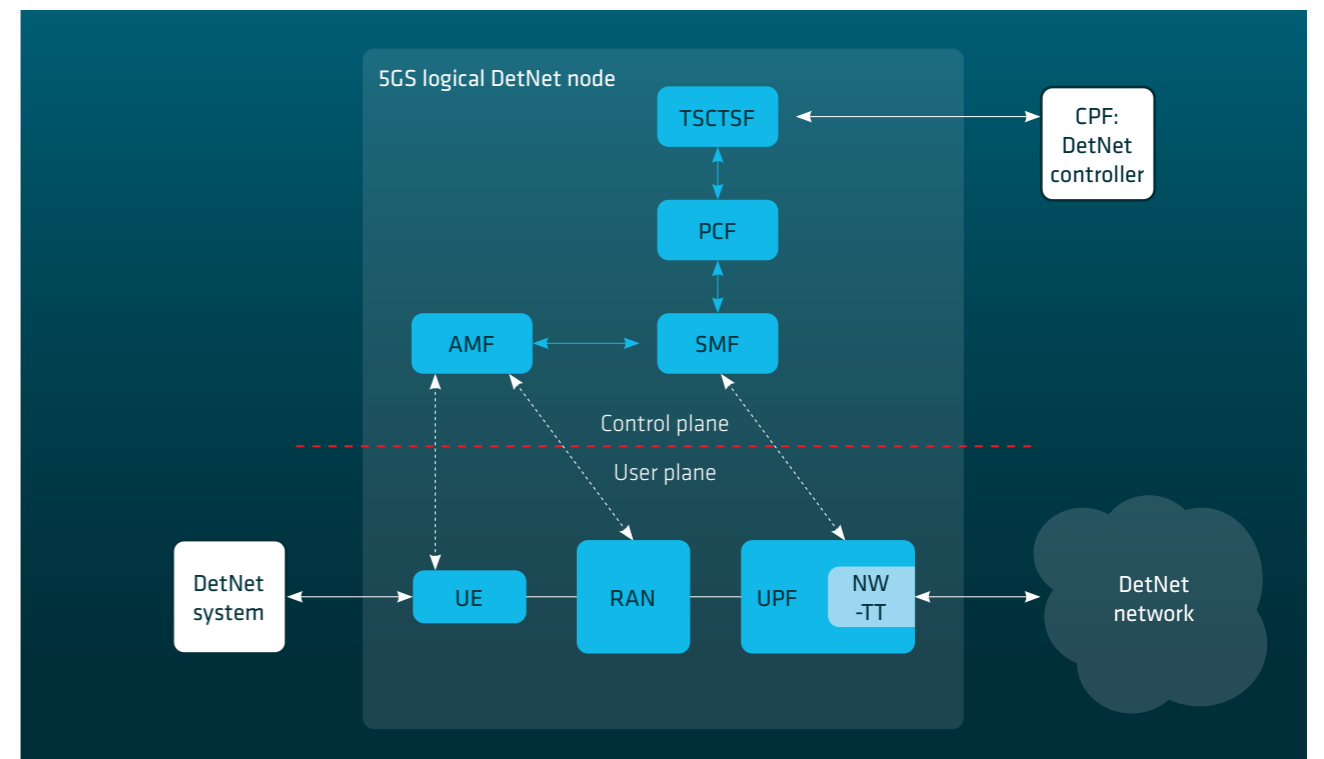 5GS logical DetNet node
TSCTSF
CPF:
DetNet
controller
PCF
AMF
SMF
Control plane
User plane
DetNet
system
UE
RAN
UPF
NW
-TT
DetNet
network